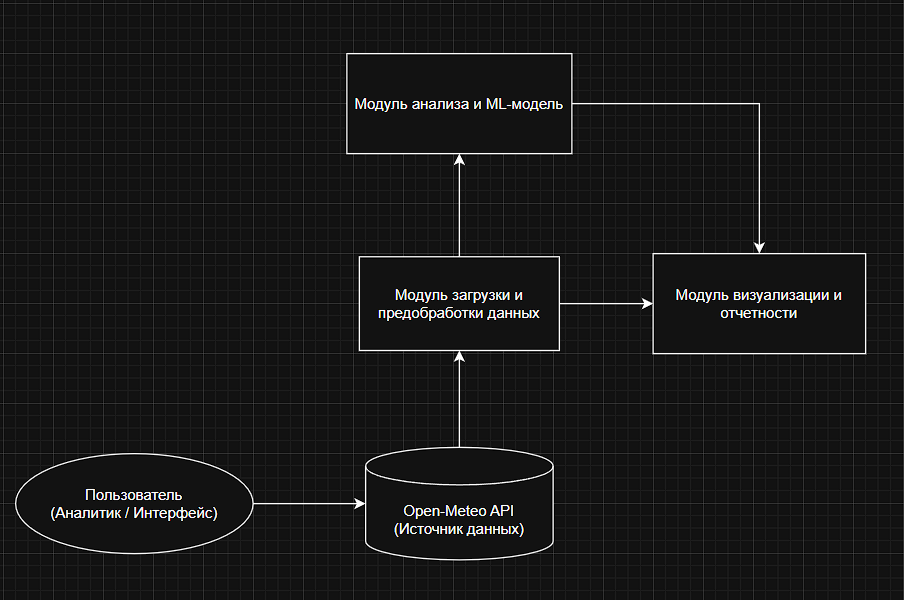 Модуль анализа и ML-модель
Модуль загрузки и
предобработки данных
Модуль визуализации и
отчетности
Пользователь
(Аналитик / Интерфейс)
Open-Meteo API
(Источник данных)